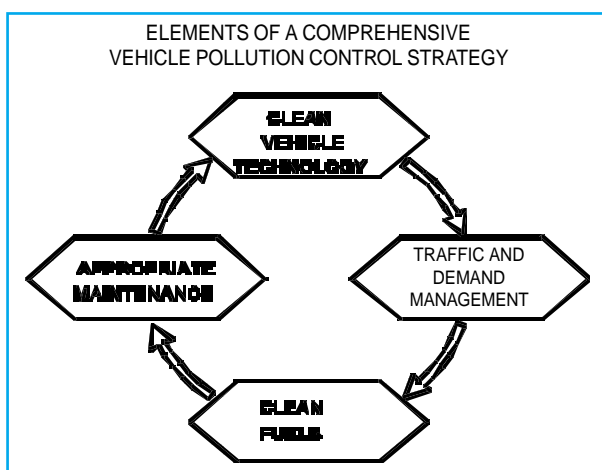 ELEMENTS OF A COMPREHENSIVE
VEHICLE POLLUTION CONTROL STRATEGY
CLEAN
VEHICLE
TECHNOLOGY
APPROPRIATE
MAINTENANCE
TRAFFIC AND
DEMAND
MANAGEMENT
CLEAN
FUELS